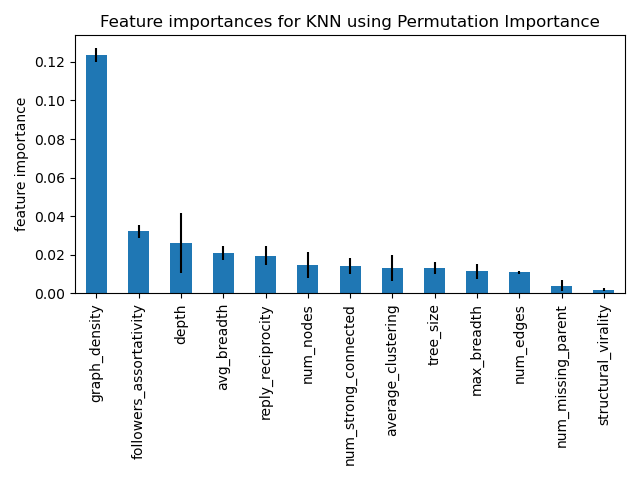 Feature importances for KNN using Permutation Importance
feature importance
0.12
0.10
0.08
0.06
0.04
0.02
0.00
graph_density
followers_assortativity
depth
avg_breadth
reply_reciprocity
num_nodes
num_strong_connected
average_clustering
tree_size
max_breadth
num_edges
num_missing_parent
structural_virality